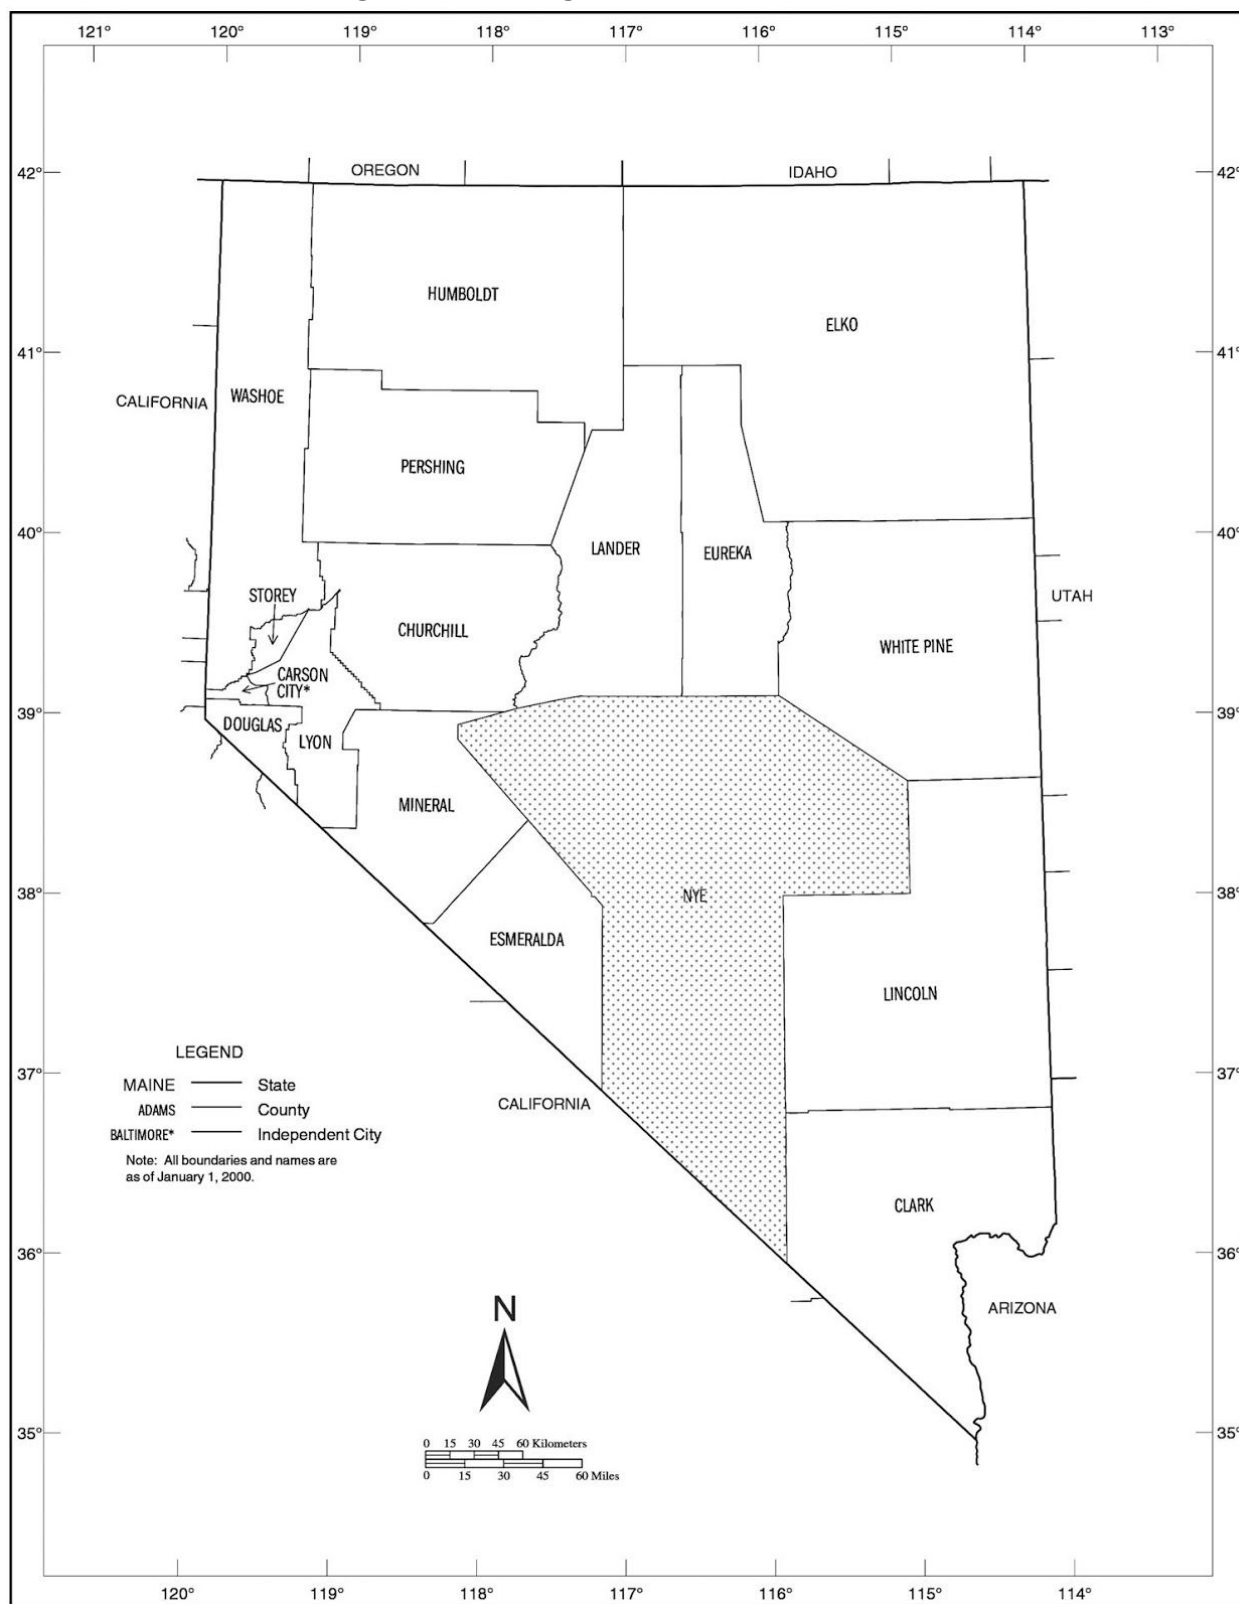 121° 120° 119° 118° 117° 116° 115° 114° 113°
42° OREGON IDAHO 42°
HUMBOLDT
ELKO
41° 41°
CALIFORNIA WASHOE
PERSHING
40° 40°
LANDER EUREKA
STOREY UTAH
CHURCHILL
WHITE PINE
CARSON
CITY*
39° 39°
DOUGLAS
LYON
MINERAL
38° NYE 38°
ESMERALDA
LINCOLN
LEGEND
37° 37°
MAINE State
CALIFORNIA
ADAMS County
BALTIMORE* Independent City
Note: All boundaries and names are
as of January 1, 2000.
CLARK
36° 36°
N
ARIZONA
35° 35°
0 15 30 45 60 Kilometers
0 15 30 45 60 Miles
120° 119° 118° 117° 116° 115° 114°